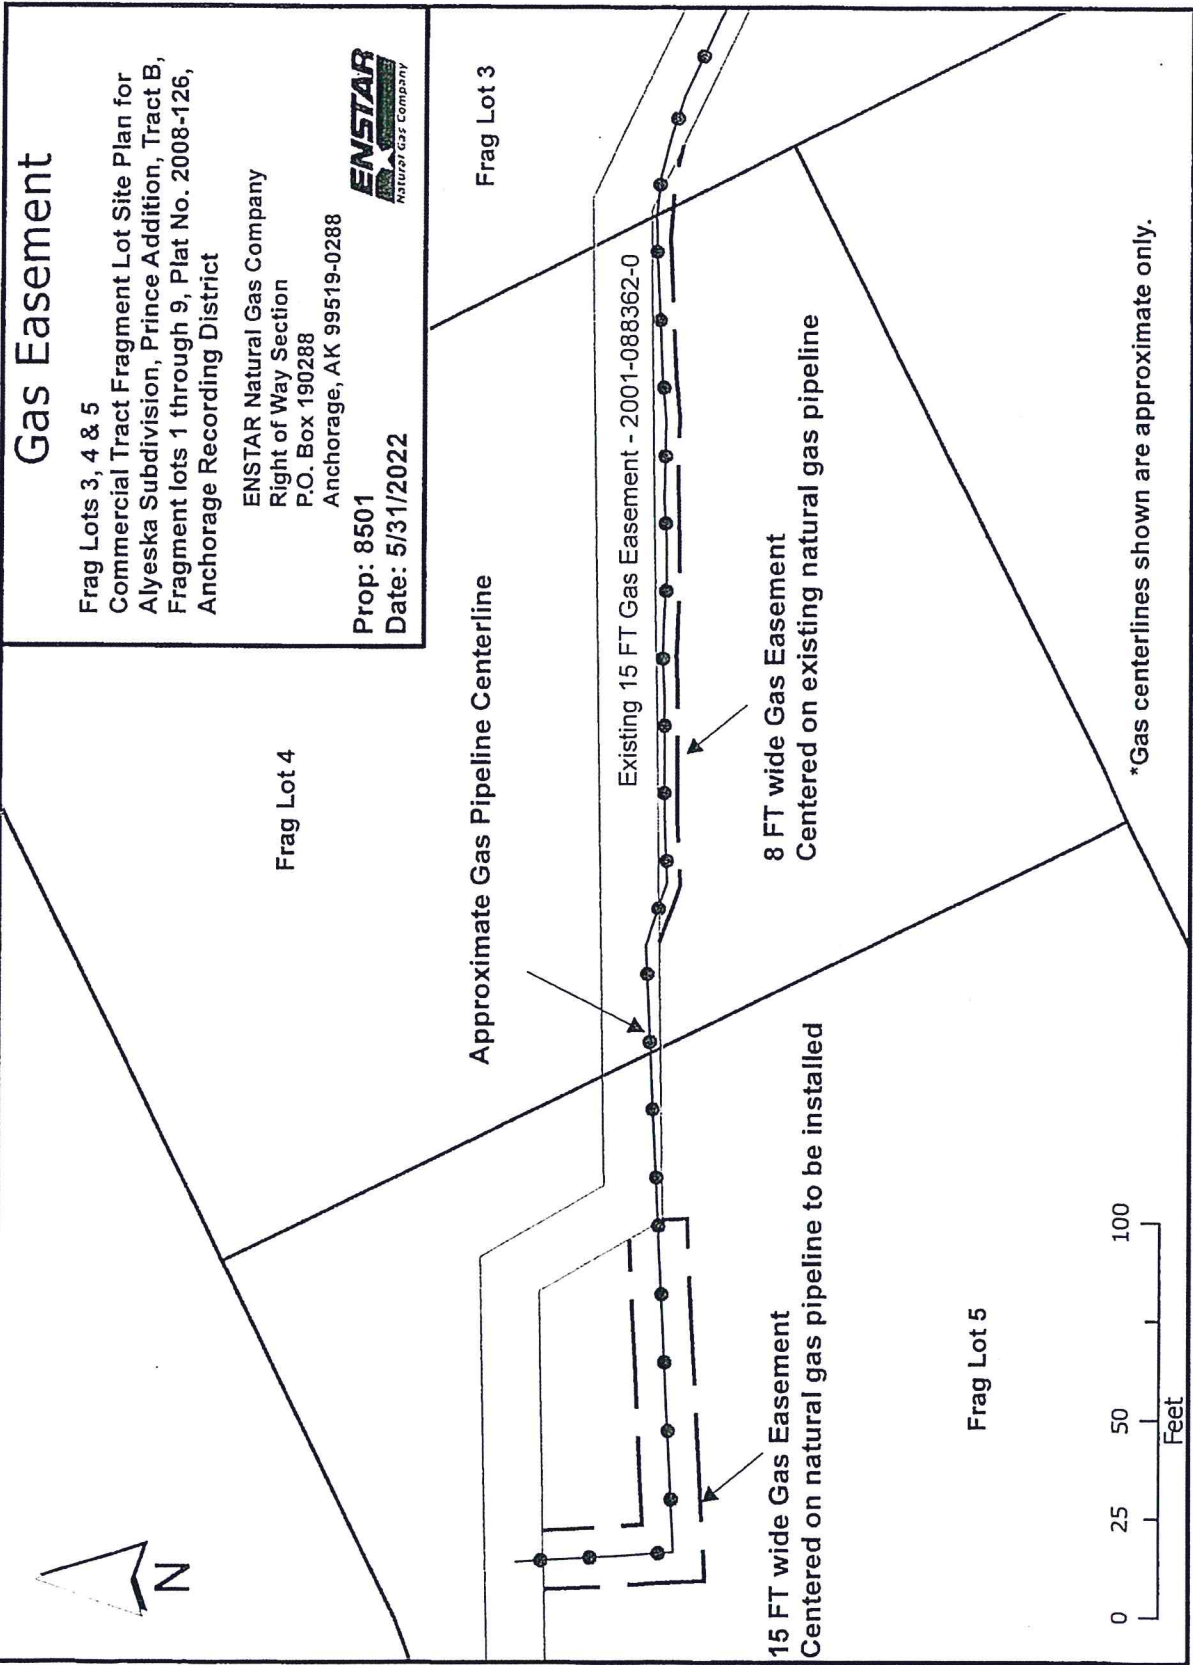 Gas Easement
Frag Lots 3, 4 & 5
Commercial Tract Fragment Lot Site Plan for
Alyeska Subdivision, Prince Addition, Tract B,
Fragment lots 1 through 9, Plat No. 2008-126,
Anchorage Recording District
ENSTAR Natural Gas Company
Right of Way Section
P.O. Box 190288
Anchorage, AK 99519-0288
Prop: 8501
Date: 5/31/2022
ENSTAR
Natural Gas Company
N
Frag Lot 4
Frag Lot 3
Approximate Gas Pipeline Centerline
Existing 15 FT Gas Easement - 2001-088362-0
8 FT wide Gas Easement
Centered on existing natural gas pipeline
15 FT wide Gas Easement
Centered on natural gas pipeline to be installed
Frag Lot 5
0 25 50 100
Feet
*Gas centerlines shown are approximate only.